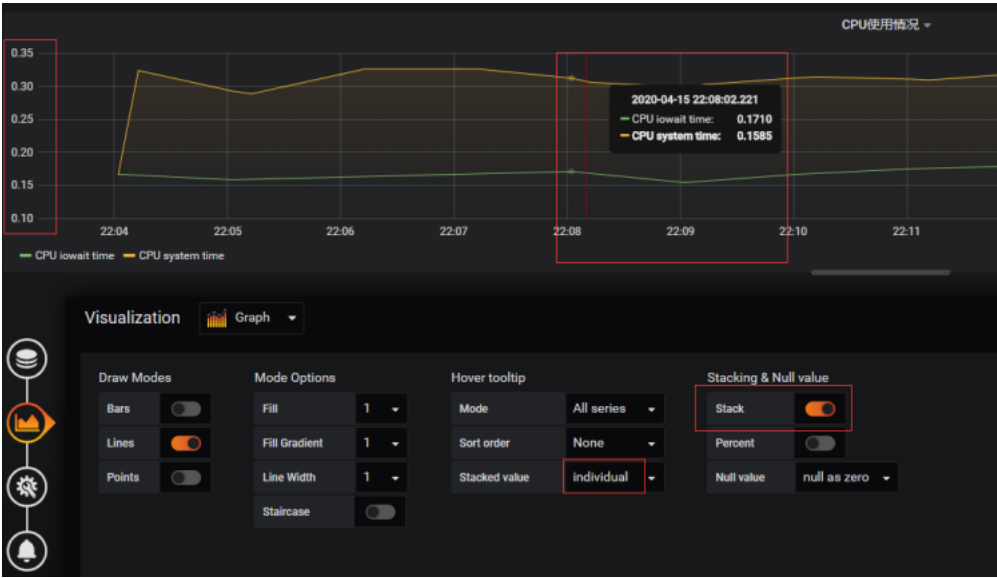 CPU使用情况
0.35
0.30
0.25
0.20
0.15
0.10
2020-04-15 22:08:02.221
CPU iowait time: 0.1710
CPU system time: 0.1585
22:04 22:05 22:06 22:07 22:08 22:09 22:10 22:11
CPU iowait time CPU system time
Visualization Graph
Draw Modes Mode Options Hover tooltip Stacking & Null value
Bars Fill 1 Mode All series Stack
Lines Fill Gradient 1 Sort order None Percent
Points Line Width 1 Stacked value individual Null value null as zero
Staircase